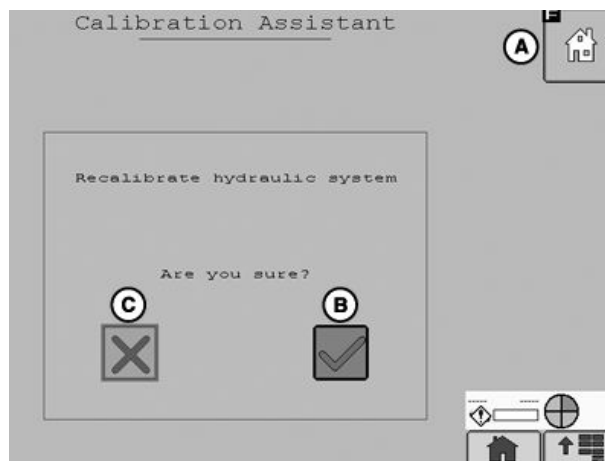 Calibration Assistant
A
Recalibrate hydraulic system
Are you sure?
C
B